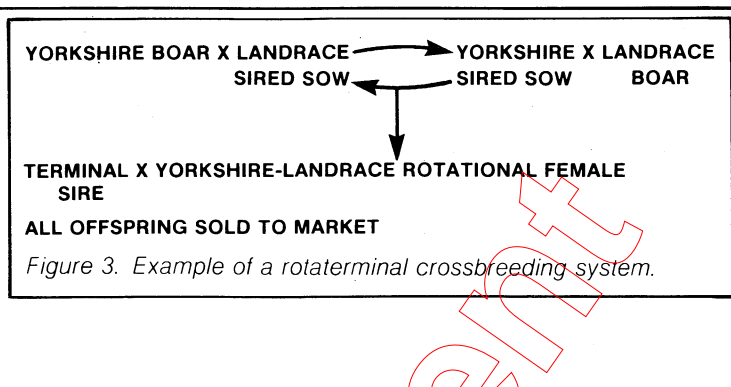 YORKSHIRE BOAR X LANDRACE YORKSHIRE X LANDRACE
SIRED SOW SIRED SOW BOAR
TERMINAL X YORKSHIRE-LANDRACE ROTATIONAL FEMALE
SIRE
ALL OFFSPRING SOLD TO MARKET
Figure 3. Example of a rotaterminal crossbreeding system.
ent